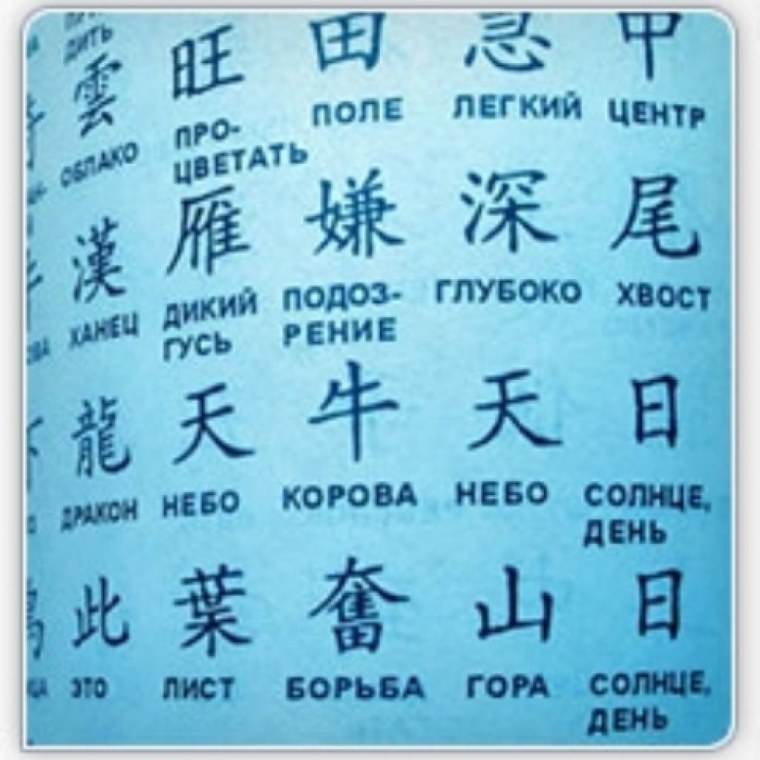 ДИТЬ
雲 旺 田 中
ОБЛАКО ПРО- ПОЛЕ ЛЕГКИЙ ЦЕНТР
ЦВЕТАТЬ
漢 雁 嫌 深 尾
ХАНЕЦ ДИКИЙ ПОДОЗ- ГЛУБОКО ХВОСТ
ГУСЬ РЕНИЕ
龍 天 牛 天 日
ДРАКОН НЕБО КОРОВА НЕБО СОЛНЦЕ,
ДЕНЬ
此 葉 奮 山 日
ЭТО ЛИСТ БОРЬБА ГОРА СОЛНЦЕ,
ДЕНЬ